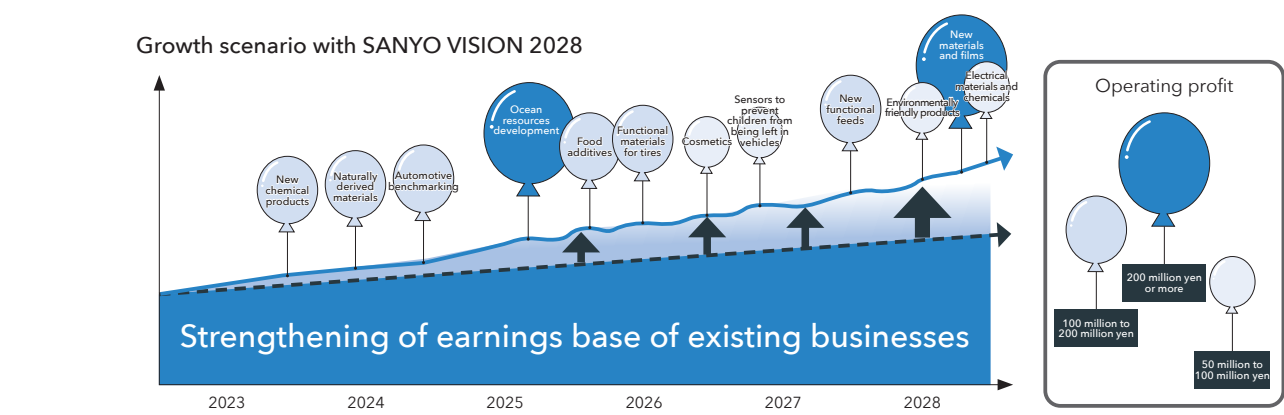 Growth scenario with SANYO VISION 2028
New
chemical
products
Naturally
derived
materials
Automotive
benchmarking
Ocean
resources
development
Food
additives
Functional
materials
for tires
Cosmetics
Sensors to
prevent
children from
being left in
vehicles
New
functional
feeds
Environmentally
friendly products
New
materials
and films
Electrical
materials and
chemicals
Strengthening of earnings base of existing businesses
2023
2024
2025
2026
2027
2028
Operating profit
200 million yen
or more
100 million to
200 million yen
50 million to
100 million yen